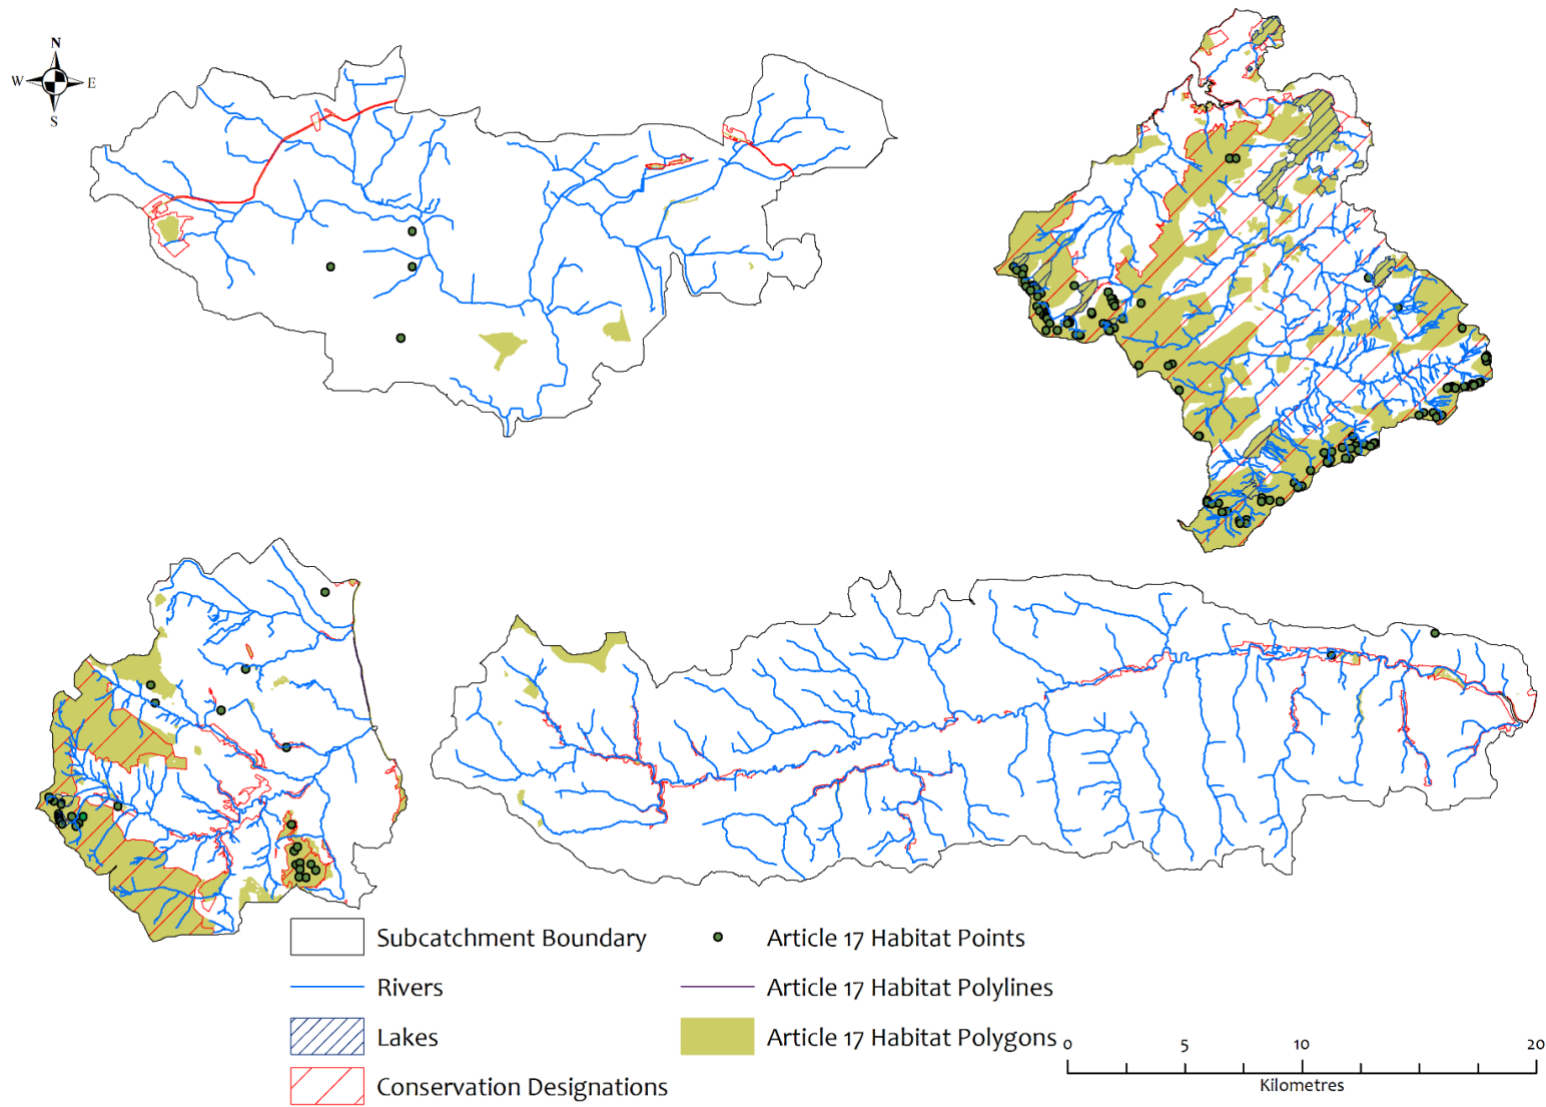 N
W E
S
Subcatchment Boundary
Rivers
Lakes
Conservation Designations
Article 17 Habitat Points
Article 17 Habitat Polylines
Article 17 Habitat Polygons
0 5 10 20
Kilometres